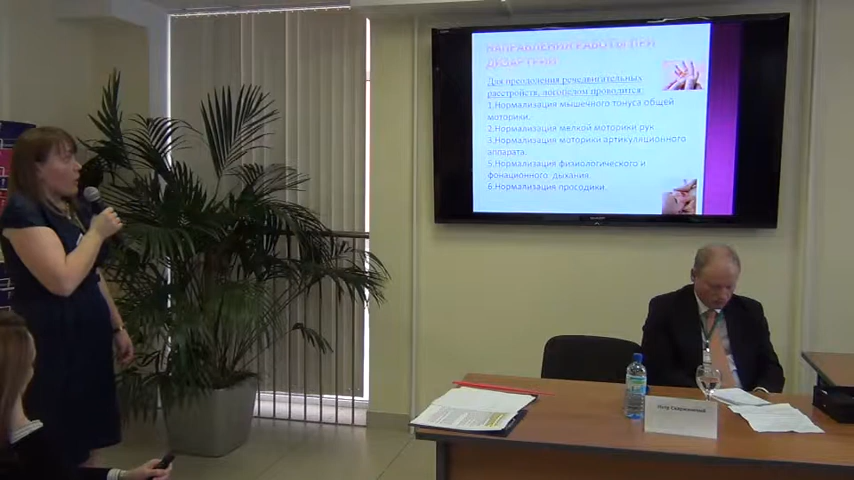 НАПРАВЛЕНИЯ РАБОТЫ ПРИ
ДИЗАРТРИИ
Для преодоления речедвигательных
расстройств, логопедом проводится:
1.Нормализация мышечного тонуса общей
моторики.
2.Нормализация мелкой моторики рук
3.Нормализация моторики артикуляционного
аппарата.
5.Нормализация физиологического и
фонационного дыхания.
6.Нормализация просодики.